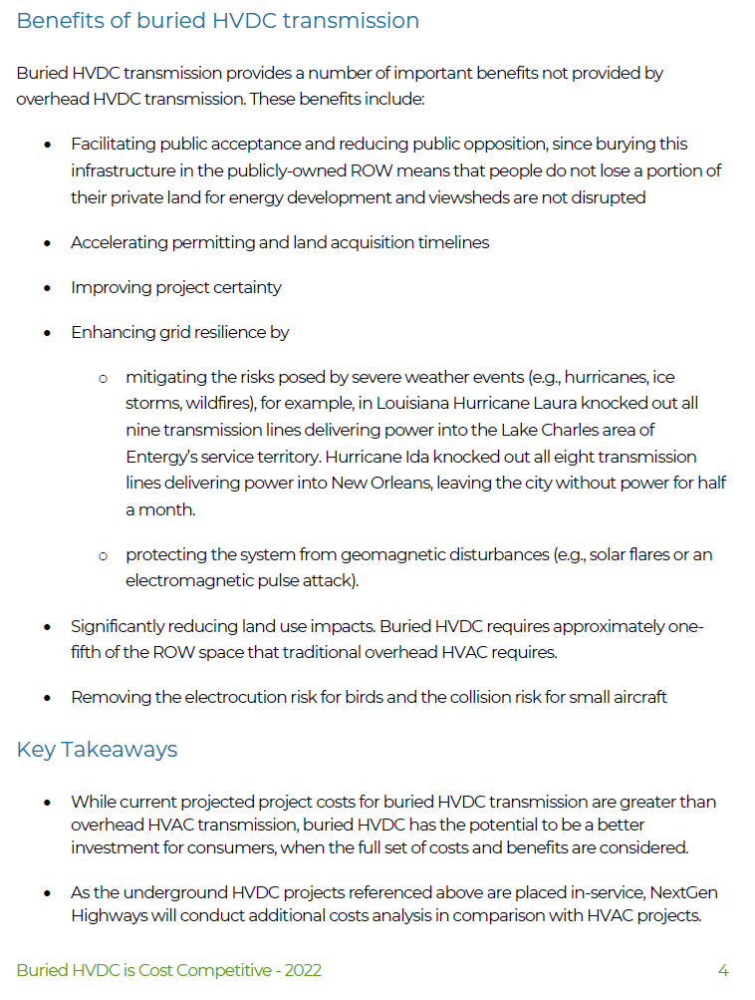 Benefits of buried HVDC transmission
Buried HVDC transmission provides a number of important benefits not provided by
overhead HVDC transmission. These benefits include:
• Facilitating public acceptance and reducing public opposition, since burying this
infrastructure in the publicly-owned ROW means that people do not lose a portion of
their private land for energy development and viewsheds are not disrupted
• Accelerating permitting and land acquisition timelines
• Improving project certainty
• Enhancing grid resilience by
o mitigating the risks posed by severe weather events (e.g., hurricanes, ice
storms, wildfires), for example, in Louisiana Hurricane Laura knocked out all
nine transmission lines delivering power into the Lake Charles area of
Entergy’s service territory. Hurricane Ida knocked out all eight transmission
lines delivering power into New Orleans, leaving the city without power for half
a month.
o protecting the system from geomagnetic disturbances (e.g., solar flares or an
electromagnetic pulse attack).
• Significantly reducing land use impacts. Buried HVDC requires approximately one-
fifth of the ROW space that traditional overhead HVAC requires.
• Removing the electrocution risk for birds and the collision risk for small aircraft
Key Takeaways
• While current projected project costs for buried HVDC transmission are greater than
overhead HVAC transmission, buried HVDC has the potential to be a better
investment for consumers, when the full set of costs and benefits are considered.
• As the underground HVDC projects referenced above are placed in-service, NextGen
Highways will conduct additional costs analysis in comparison with HVAC projects.
Buried HVDC is Cost Competitive - 2022 4